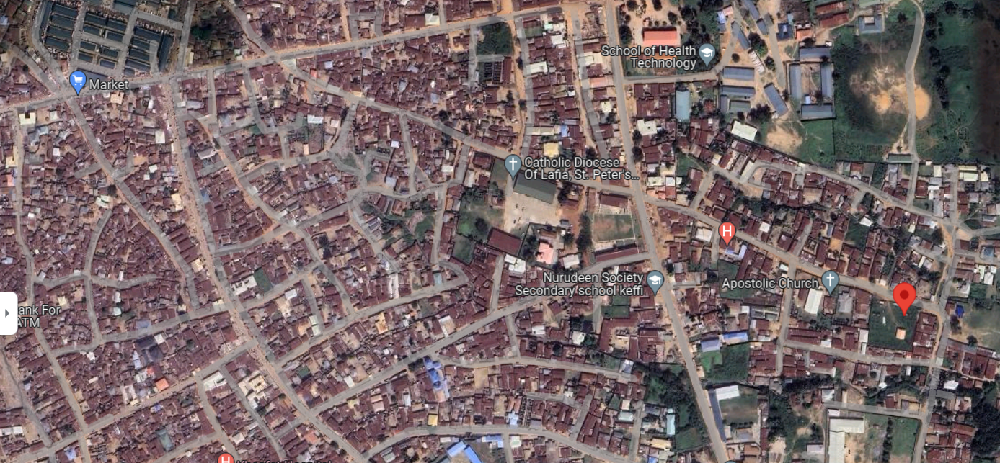 School of Health
Technology
Market
Catholic Diocese
Of Lafia, St. Peter's...
H
Nurudeen Society
Secondary school keffi
Apostolic Church
ank For
ATM
H